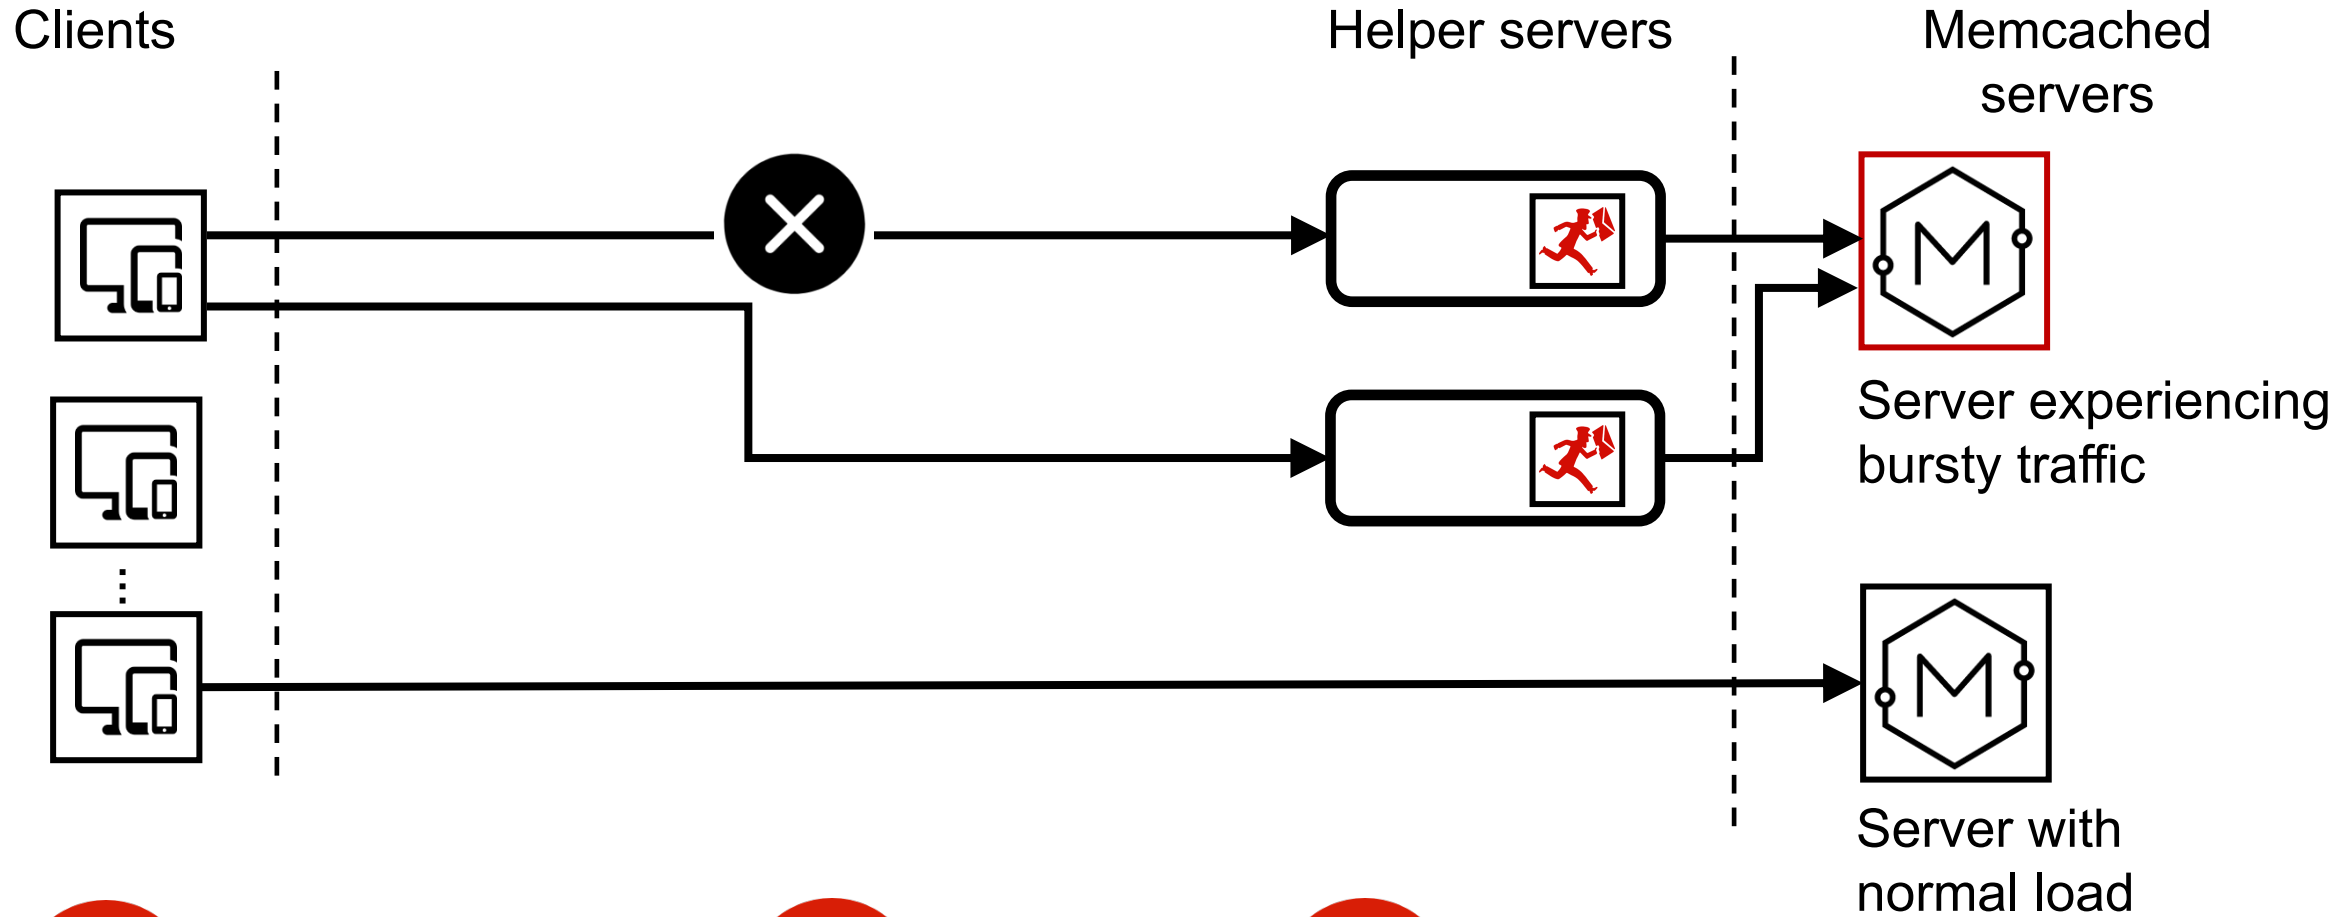 Clients
Helper servers
Memcached
servers
M
Server experiencing
bursty traffic
M
Server with
normal load